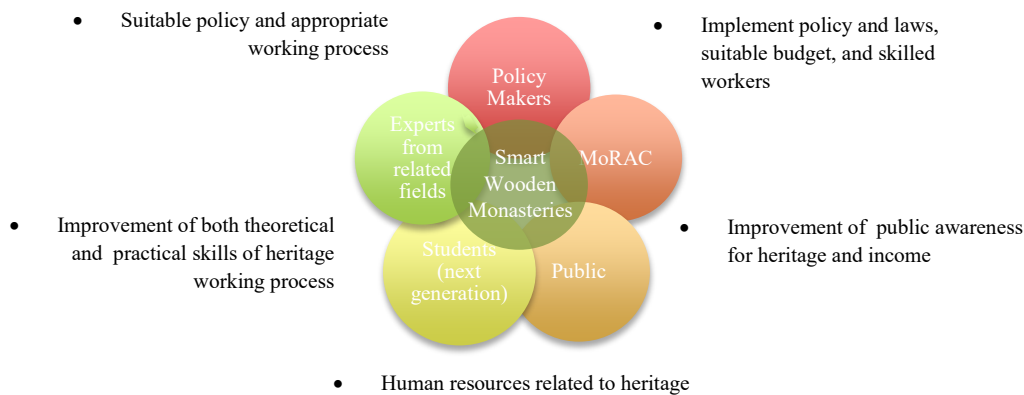 • Suitable policy and appropriate
working process
• Implement policy and laws,
suitable budget, and skilled
workers
Policy
Makers
Experts
from
related
fields
Smart
Wooden
Monasteries
MoRAC
• Improvement of both theoretical
and practical skills of heritage
working process
• Improvement of public awareness
for heritage and income
Students
(next
generation)
Public
• Human resources related to heritage